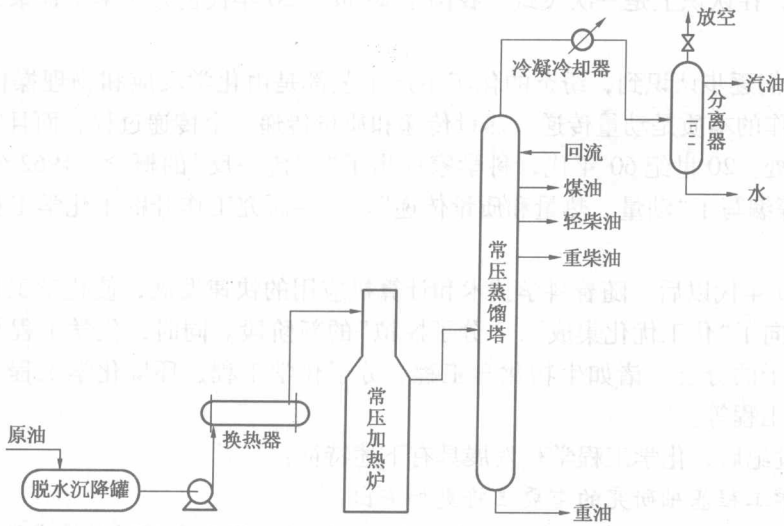 放空
冷凝冷却器
汽油
分离器
水
回流
煤油
轻柴油
重柴油
常压蒸馏塔
常压加热炉
换热器
原油
脱水沉降罐
重油